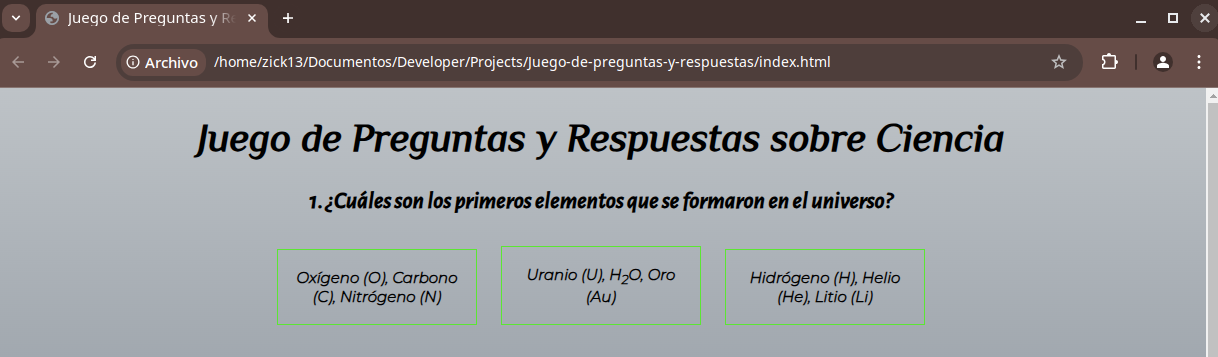 Juego de Preguntas y Re
Archivo
/home/zick13/Documentos/Developer/Projects/Juego-de-preguntas-y-respuestas/index.html
Juego de Preguntas y Respuestas sobre Ciencia
1. ¿Cuáles son los primeros elementos que se formaron en el universo?
Oxígeno (O), Carbono
(C), Nitrógeno (N)
Uranio (U), H₂O, Oro
(Au)
Hidrógeno (H), Helio
(He), Litio (Li)